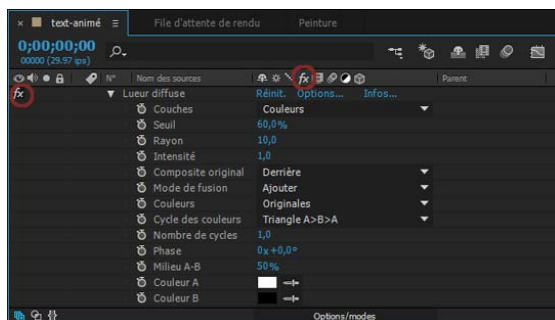 text-animé
File d'attente de rendu
Peinture
0;00;00;00
00000 (29.97 ips)
N° Nom des sources fx Parent
fx Lueur diffuse Réinit. Options... Infos...
Couches Couleurs
Seuil 60,0%
Rayon 10,0
Intensité 1,0
Composite original Derrière
Mode de fusion Ajouter
Couleurs Originales
Cycle des couleurs Triangle A>B>A
Nombre de cycles 1,0
Phase 0x+0,0°
Milieu A-B 50%
Couleur A
Couleur B
Options/modes